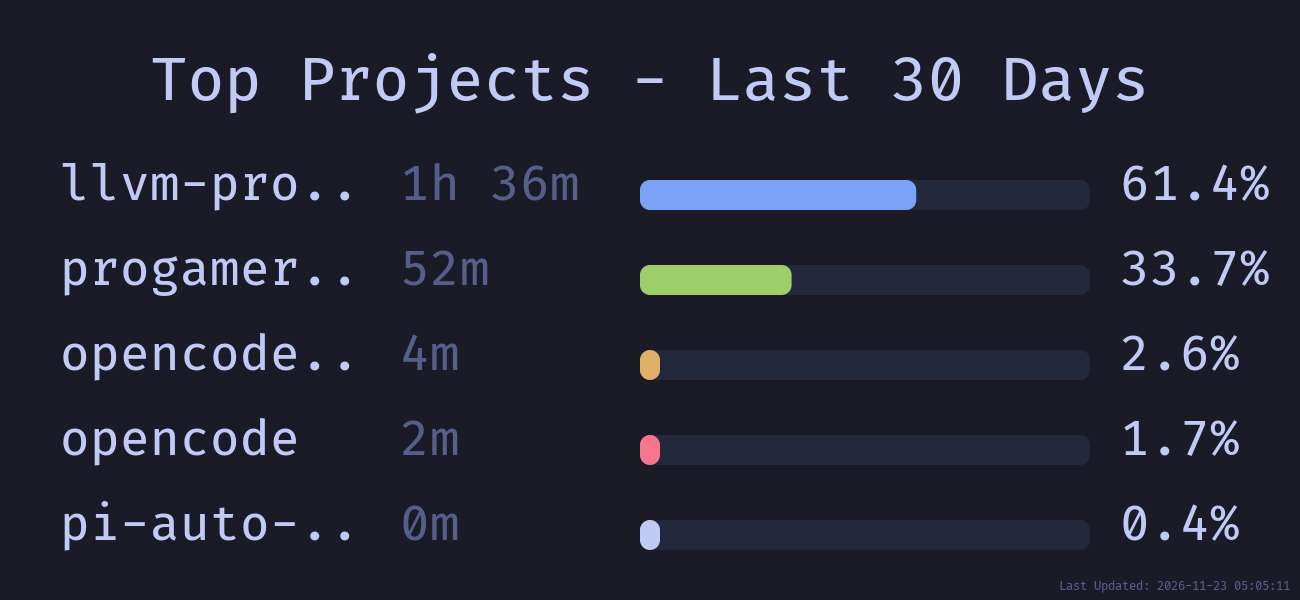 Top Projects - Last 30 Days
llvm-pro.. 1h 36m 61.4%
progamer.. 52m 33.7%
opencode.. 4m 2.6%
opencode 2m 1.7%
pi-auto-.. 0m 0.4%
Last Updated: 2026-11-23 05:05:11